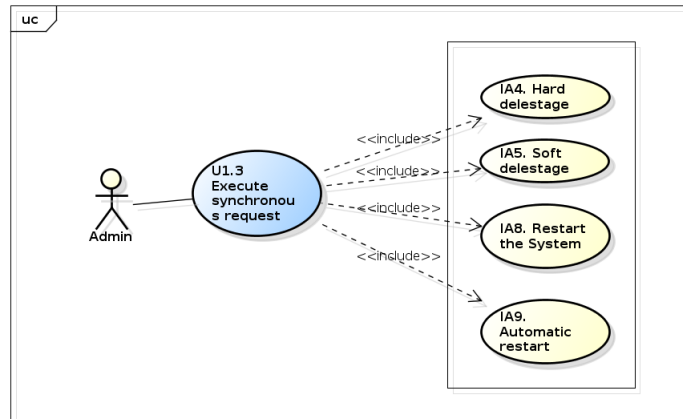 uc
IA4. Hard
delestage
<<include>>
IA5. Soft
delestage
<<include>>
U1.3
Execute
synchronou
s request
<<include>>
IA8. Restart
the System
Admin
<<include>>
IA9.
Automatic
restart